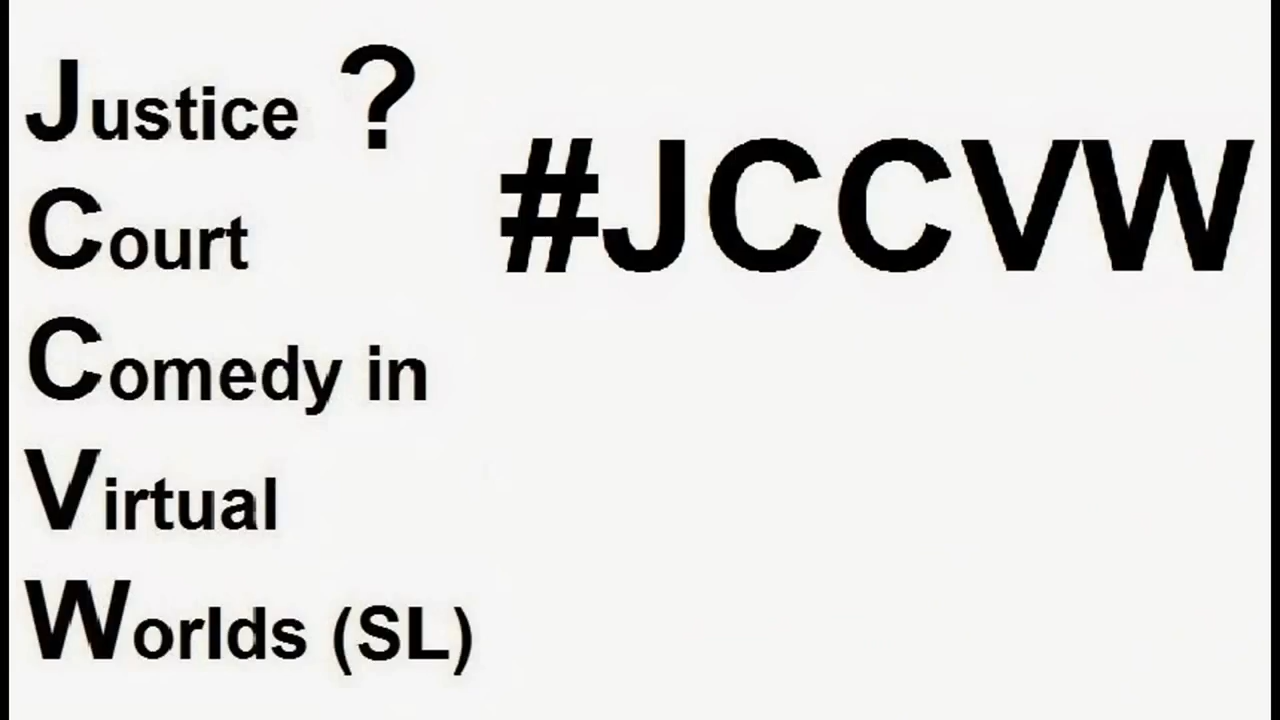 Justice ?
#JCCVW
Court
Comedy in
Virtual
Worlds (SL)